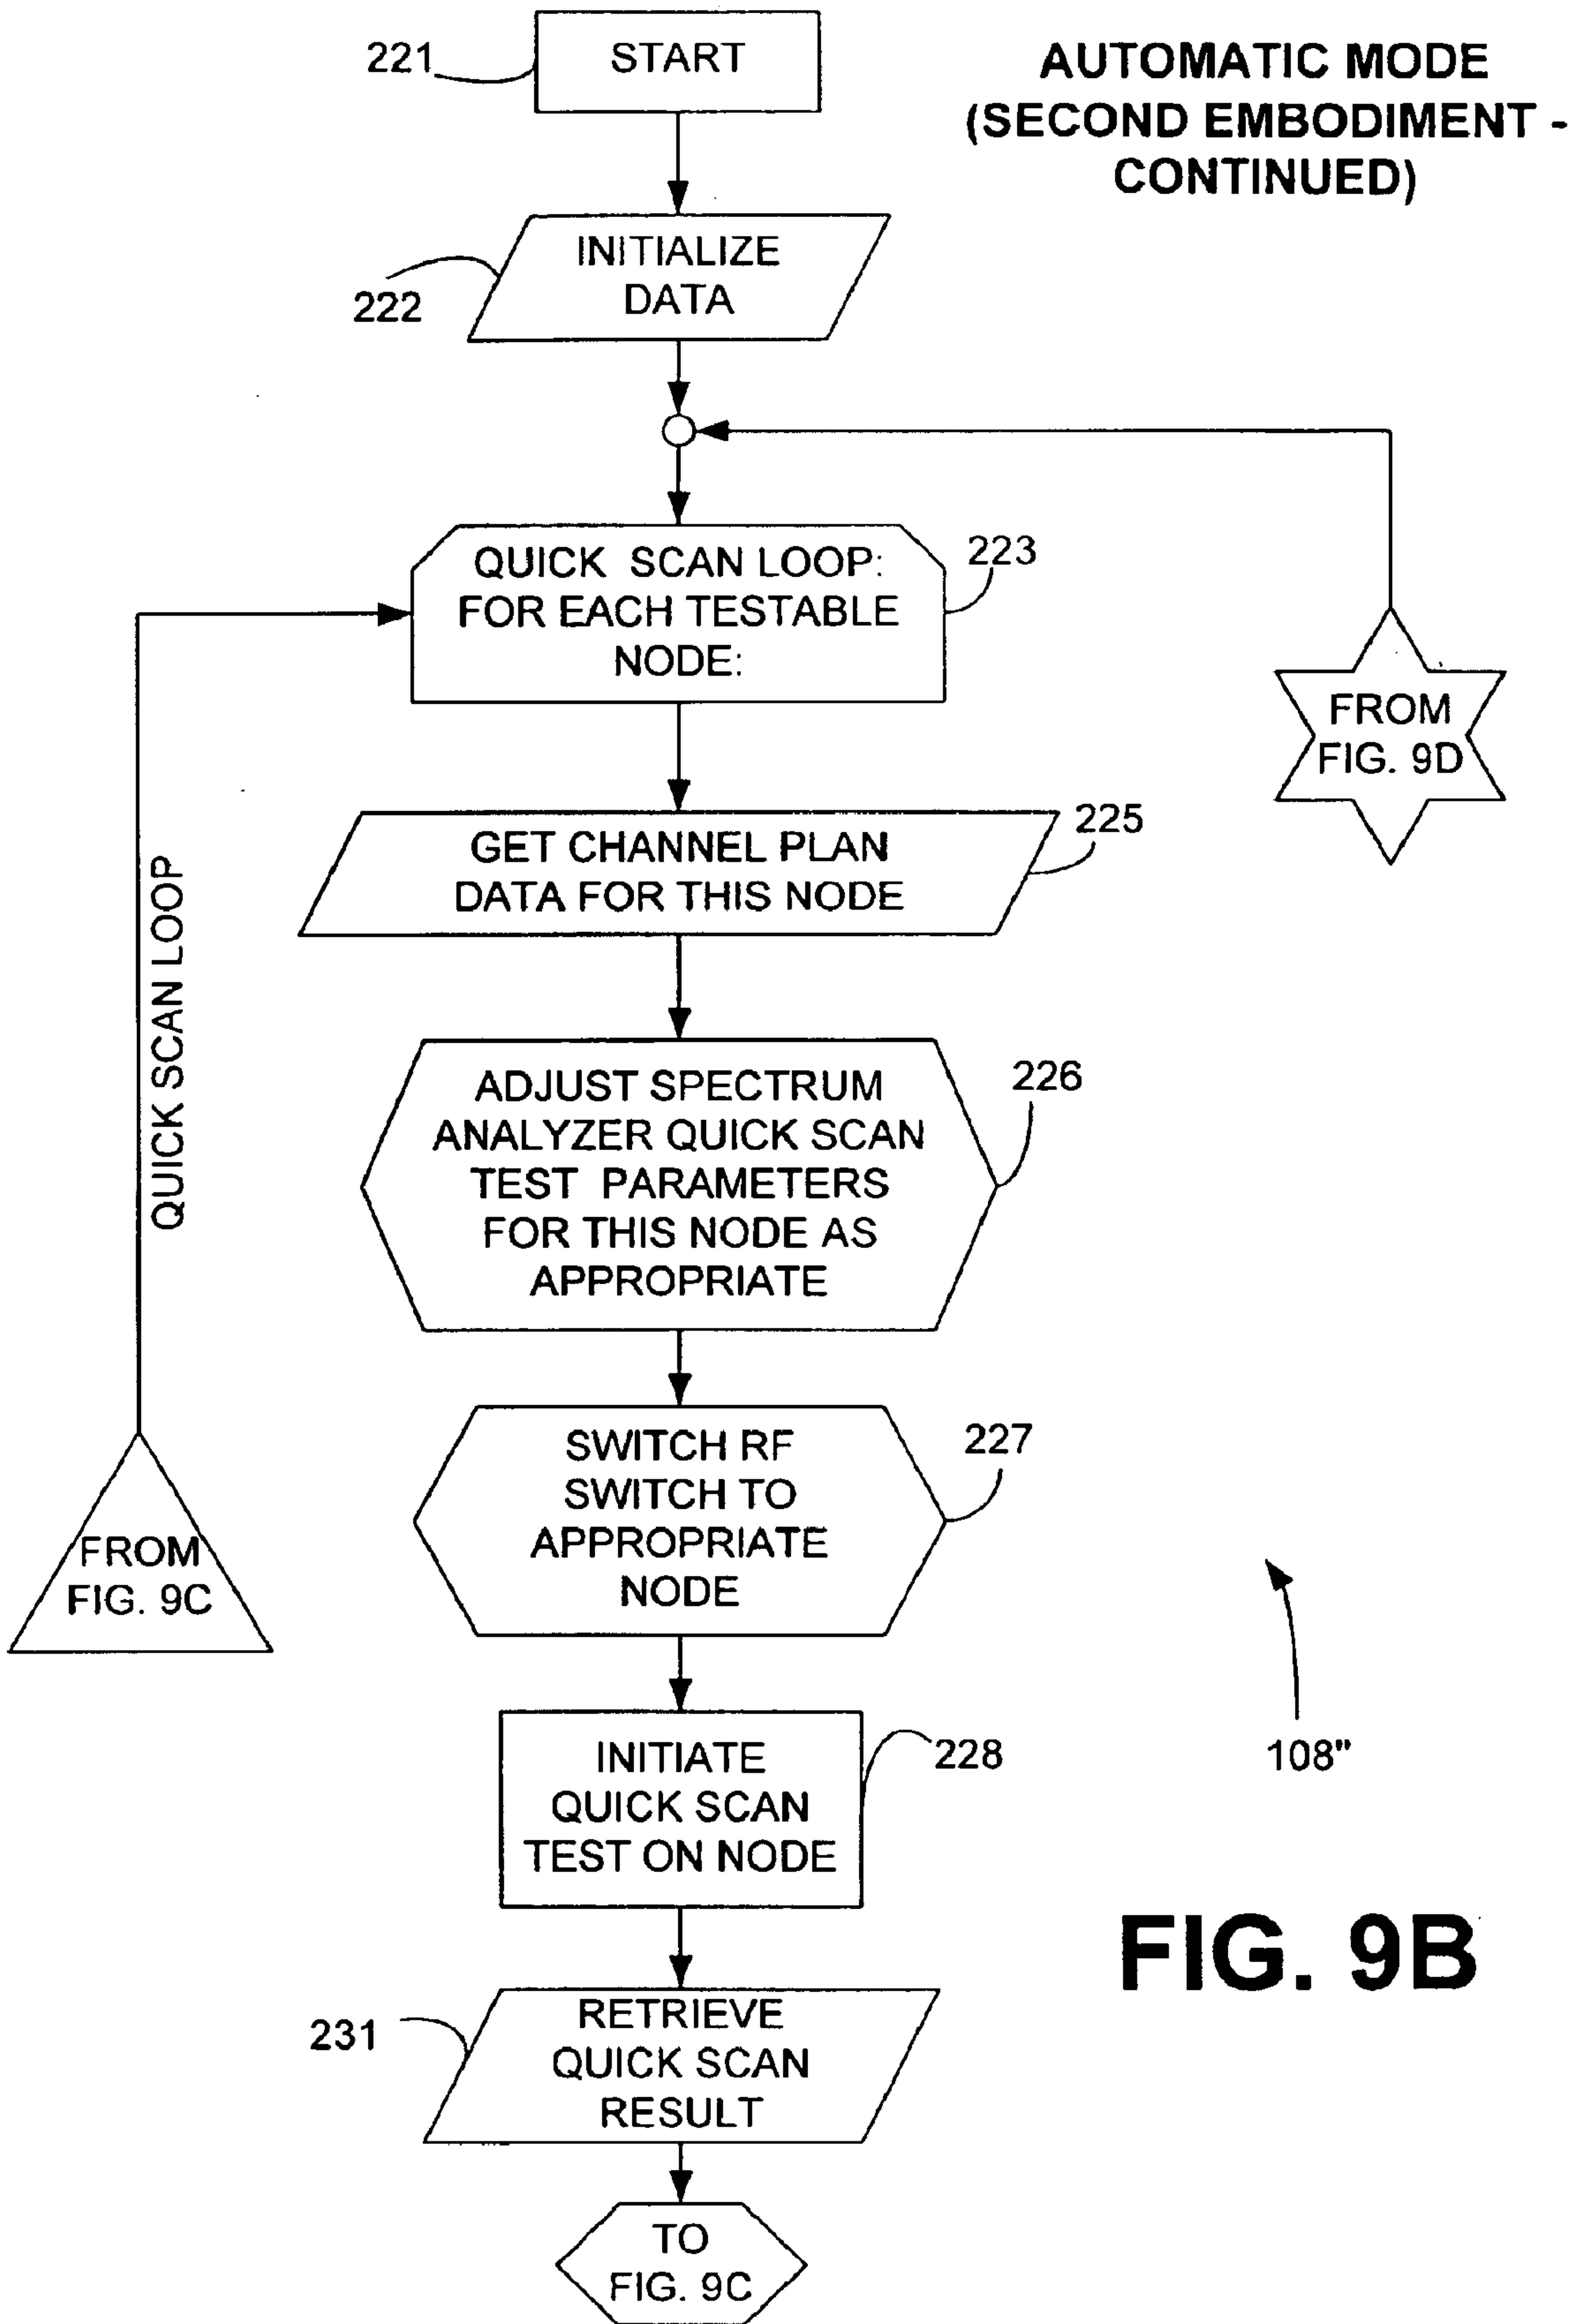 221
START
AUTOMATIC MODE
(SECOND EMBODIMENT -
CONTINUED)
222
INITIALIZE
DATA
QUICK SCAN LOOP:
FOR EACH TESTABLE
NODE:
223
FROM
FIG. 9D
GET CHANNEL PLAN
DATA FOR THIS NODE
225
QUICK SCAN LOOP
ADJUST SPECTRUM
ANALYZER QUICK SCAN
TEST PARAMETERS
FOR THIS NODE AS
APPROPRIATE
226
SWITCH RF
SWITCH TO
APPROPRIATE
NODE
227
FROM
FIG. 9C
INITIATE
QUICK SCAN
TEST ON NODE
228
108"
FIG. 9B
231
RETRIEVE
QUICK SCAN
RESULT
TO
FIG. 9C